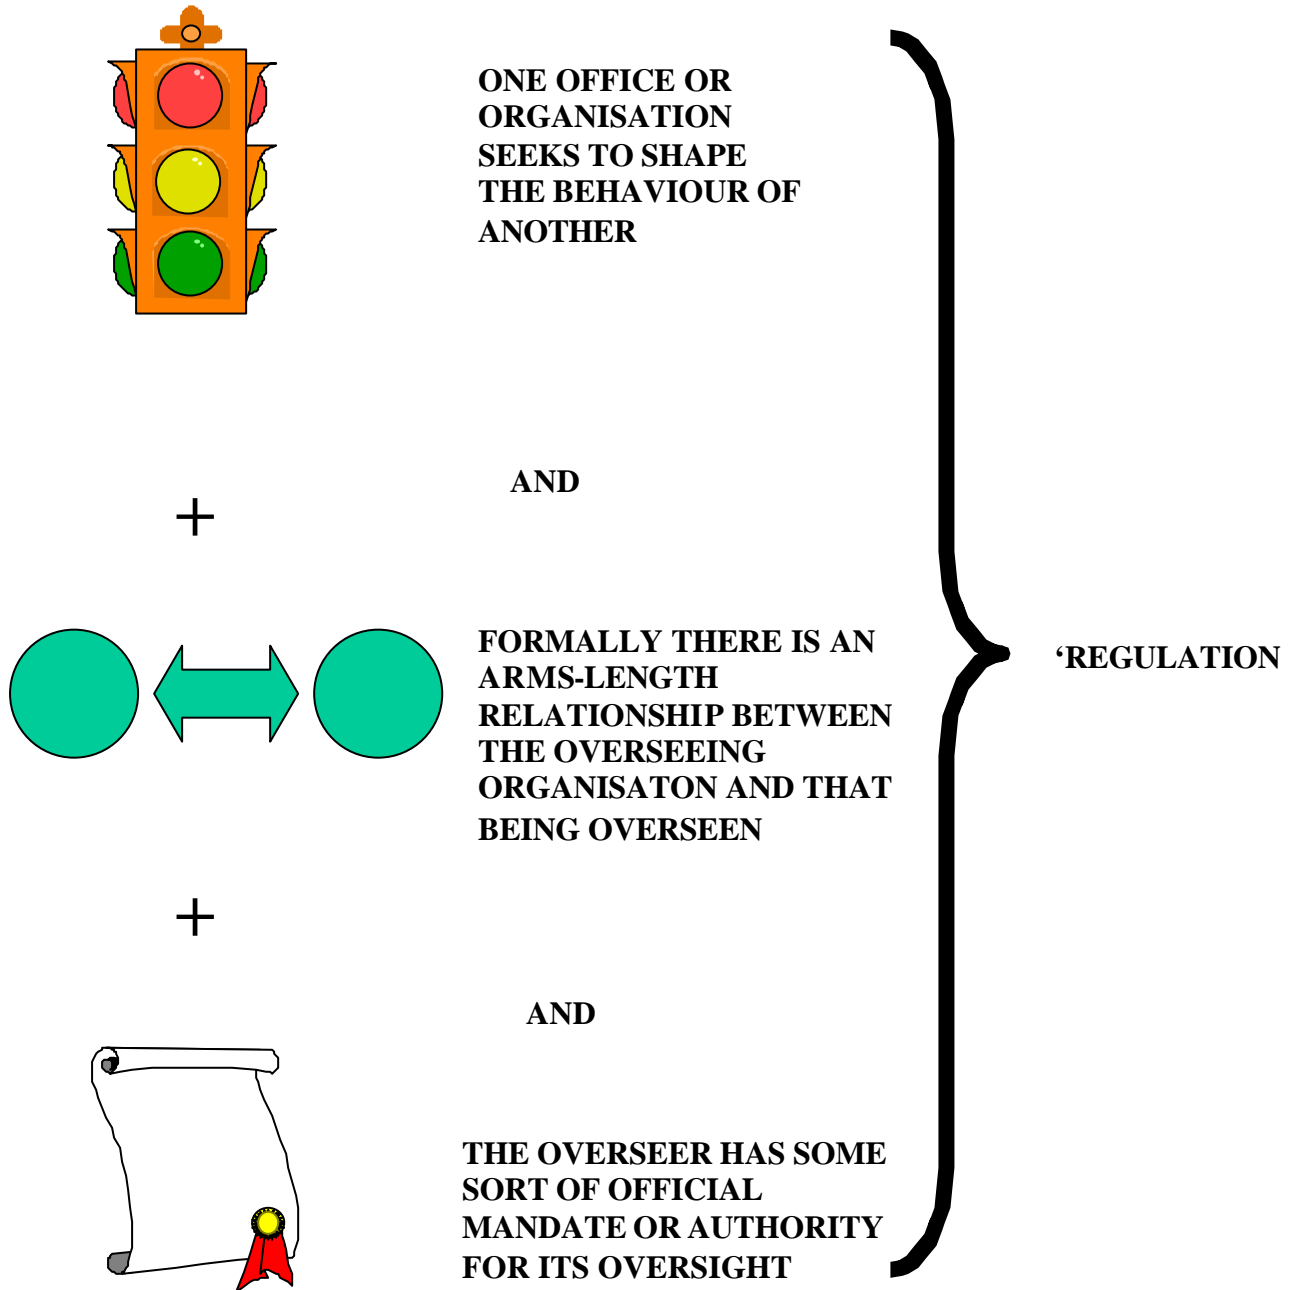 ONE OFFICE OR
ORGANISATION
SEEKS TO SHAPE
THE BEHAVIOUR OF
ANOTHER
+
AND
FORMALLY THERE IS AN
ARMS-LENGTH
RELATIONSHIP BETWEEN
THE OVERSEEING
ORGANISATON AND THAT
BEING OVERSEEN
‘REGULATION
+
AND
THE OVERSEER HAS SOME
SORT OF OFFICIAL
MANDATE OR AUTHORITY
FOR ITS OVERSIGHT